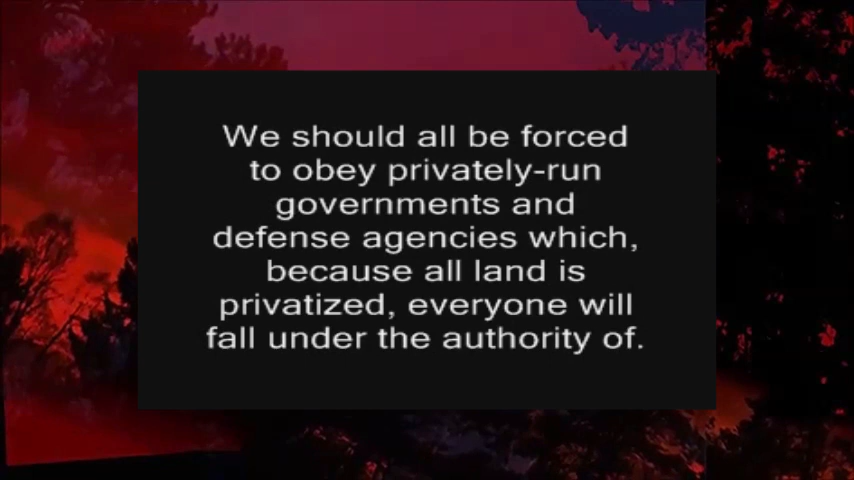 We should all be forced
to obey privately-run
governments and
defense agencies which,
because all land is
privatized, everyone will
fall under the authority of.